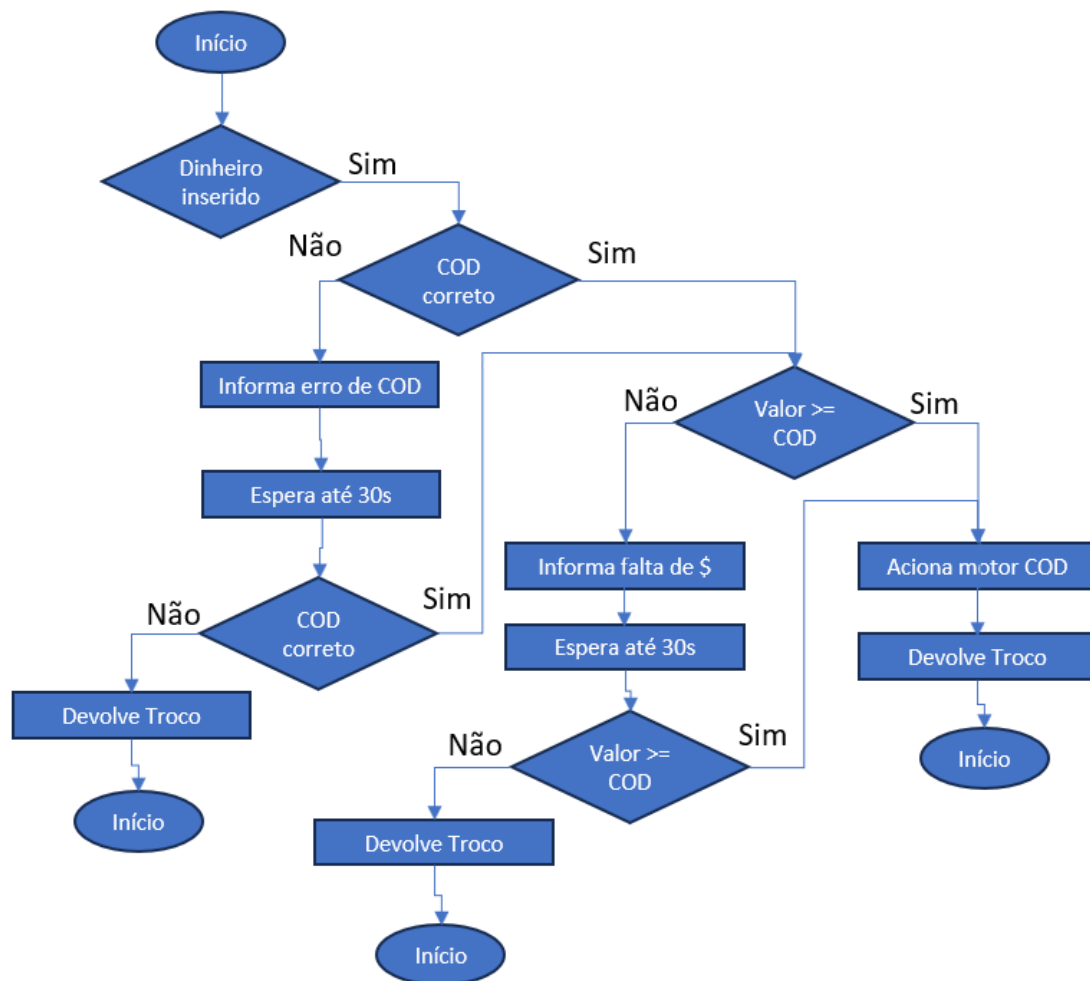 Início
Dinheiro
inserido
Sim
Não
COD
correto
Sim
Informa erro de COD
Espera até 30s
Não
COD
correto
Sim
Devolve Troco
Início
Não
Valor >=
COD
Sim
Informa falta de $
Espera até 30s
Não
Valor >=
COD
Sim
Devolve Troco
Início
Aciona motor COD
Devolve Troco
Início